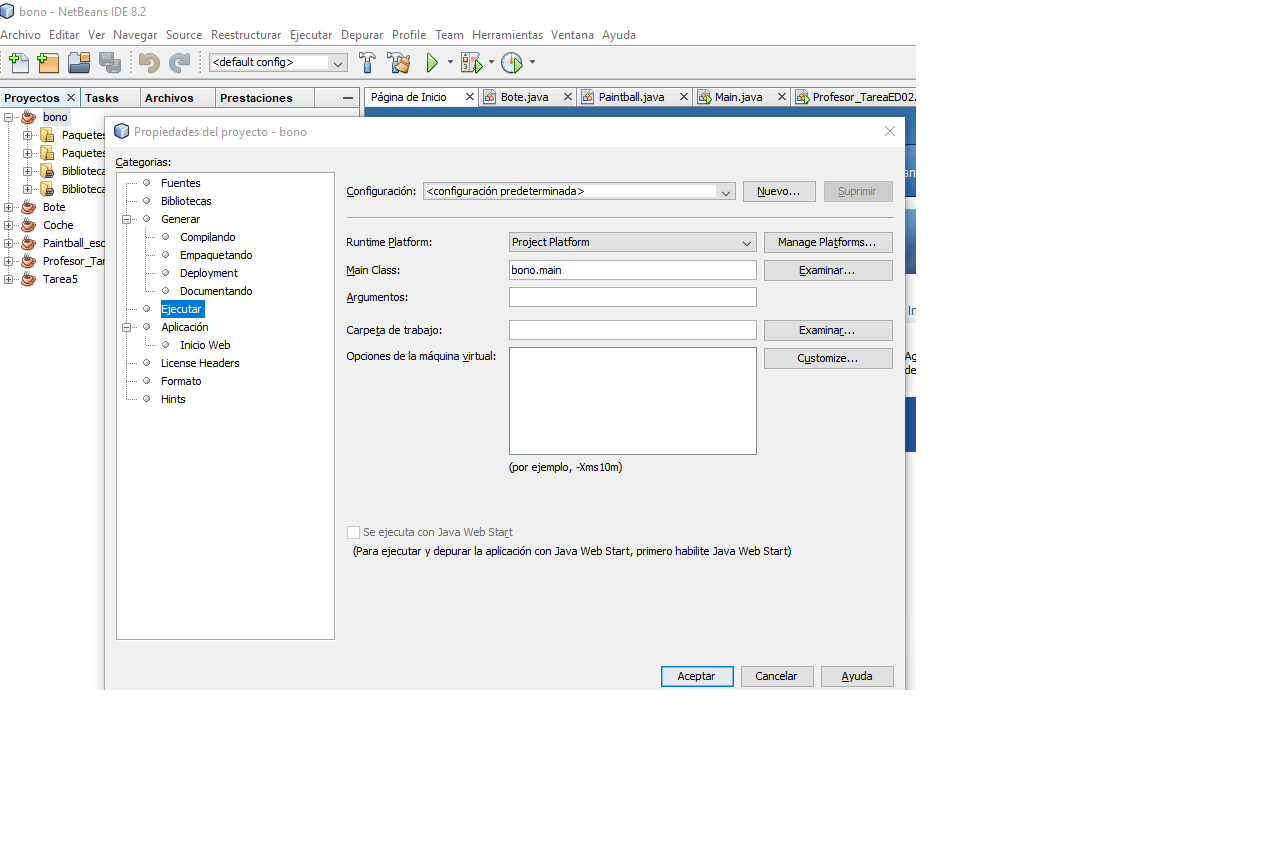 bono - NetBeans IDE 8.2
Archivo Editar Ver Navegar Source Reestructurar Ejecutar Depurar Profile Team Herramientas Ventana Ayuda
<default config>
Proyectos Tasks Archivos Prestaciones
Página de Inicio Bote.java Paintball.java Main.java Profesor_TareaED02.
bono
Paquetes
Paquetes
Biblioteca
Biblioteca
Bote
Coche
Paintball_esc
Profesor_Tar
Tarea5
Propiedades del proyecto - bono
Categorias:
Fuentes
Bibliotecas
Generar
Compilando
Empaquetando
Deployment
Documentando
Ejecutar
Aplicación
Inicio Web
License Headers
Formato
Hints
Configuración: <configuración predeterminada> Nuevo... Suprimir
Runtime Platform: Project Platform Manage Platforms...
Main Class: bono.main Examinar...
Argumentos:
Carpeta de trabajo: Examinar...
Opciones de la máquina virtual: Customize...
(por ejemplo, -Xms10m)
Se ejecuta con Java Web Start
(Para ejecutar y depurar la aplicación con Java Web Start, primero habilite Java Web Start)
Aceptar Cancelar Ayuda
an
In
Ag
de